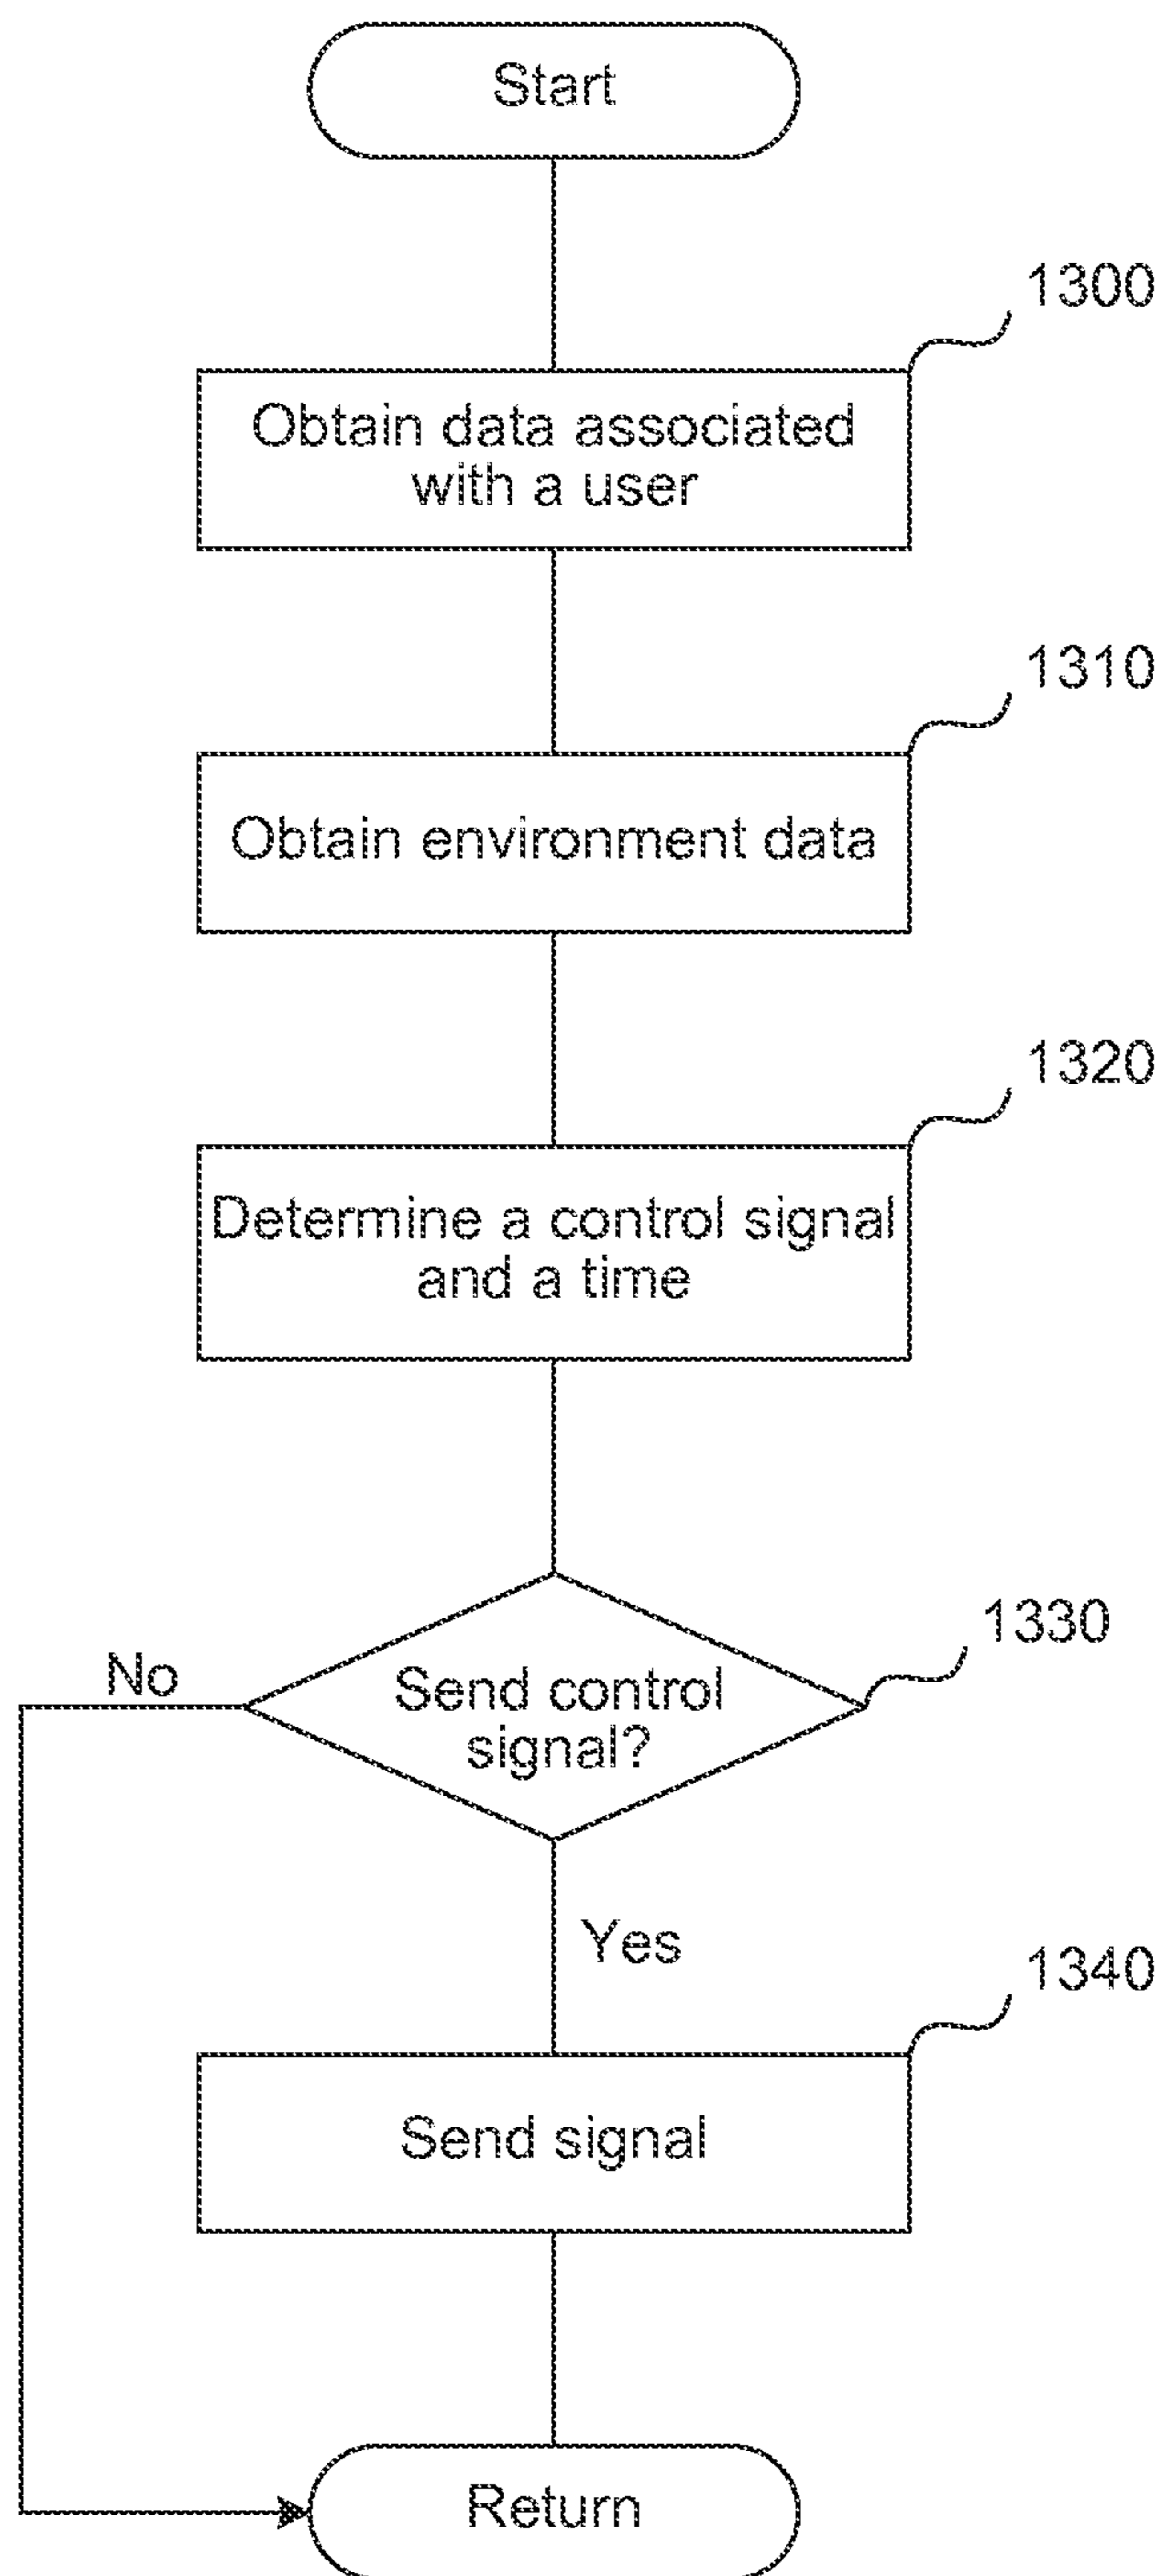 Start
1300
Obtain data associated
with a user
1310
Obtain environment data
1320
Determine a control signal
and a time
1330
No
Send control
signal?
Yes
1340
Send signal
Return